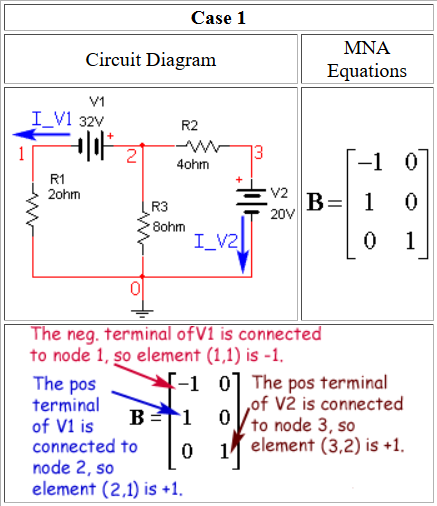 Case 1
Circuit Diagram
MNA
Equations
V1
I_V1 32V
+
R2
1
2
4ohm
3
R1
2ohm
+
V2
20V
R3
8ohm
I_V2
0
B = [ -1 0
1 0
0 1 ]
The neg. terminal of V1 is connected
to node 1, so element (1,1) is -1.
The pos
terminal
of V1 is
connected to
node 2, so
element (2,1) is +1.
B = [ -1 0
1 0
0 1 ]
The pos terminal
of V2 is connected
to node 3, so
element (3,2) is +1.